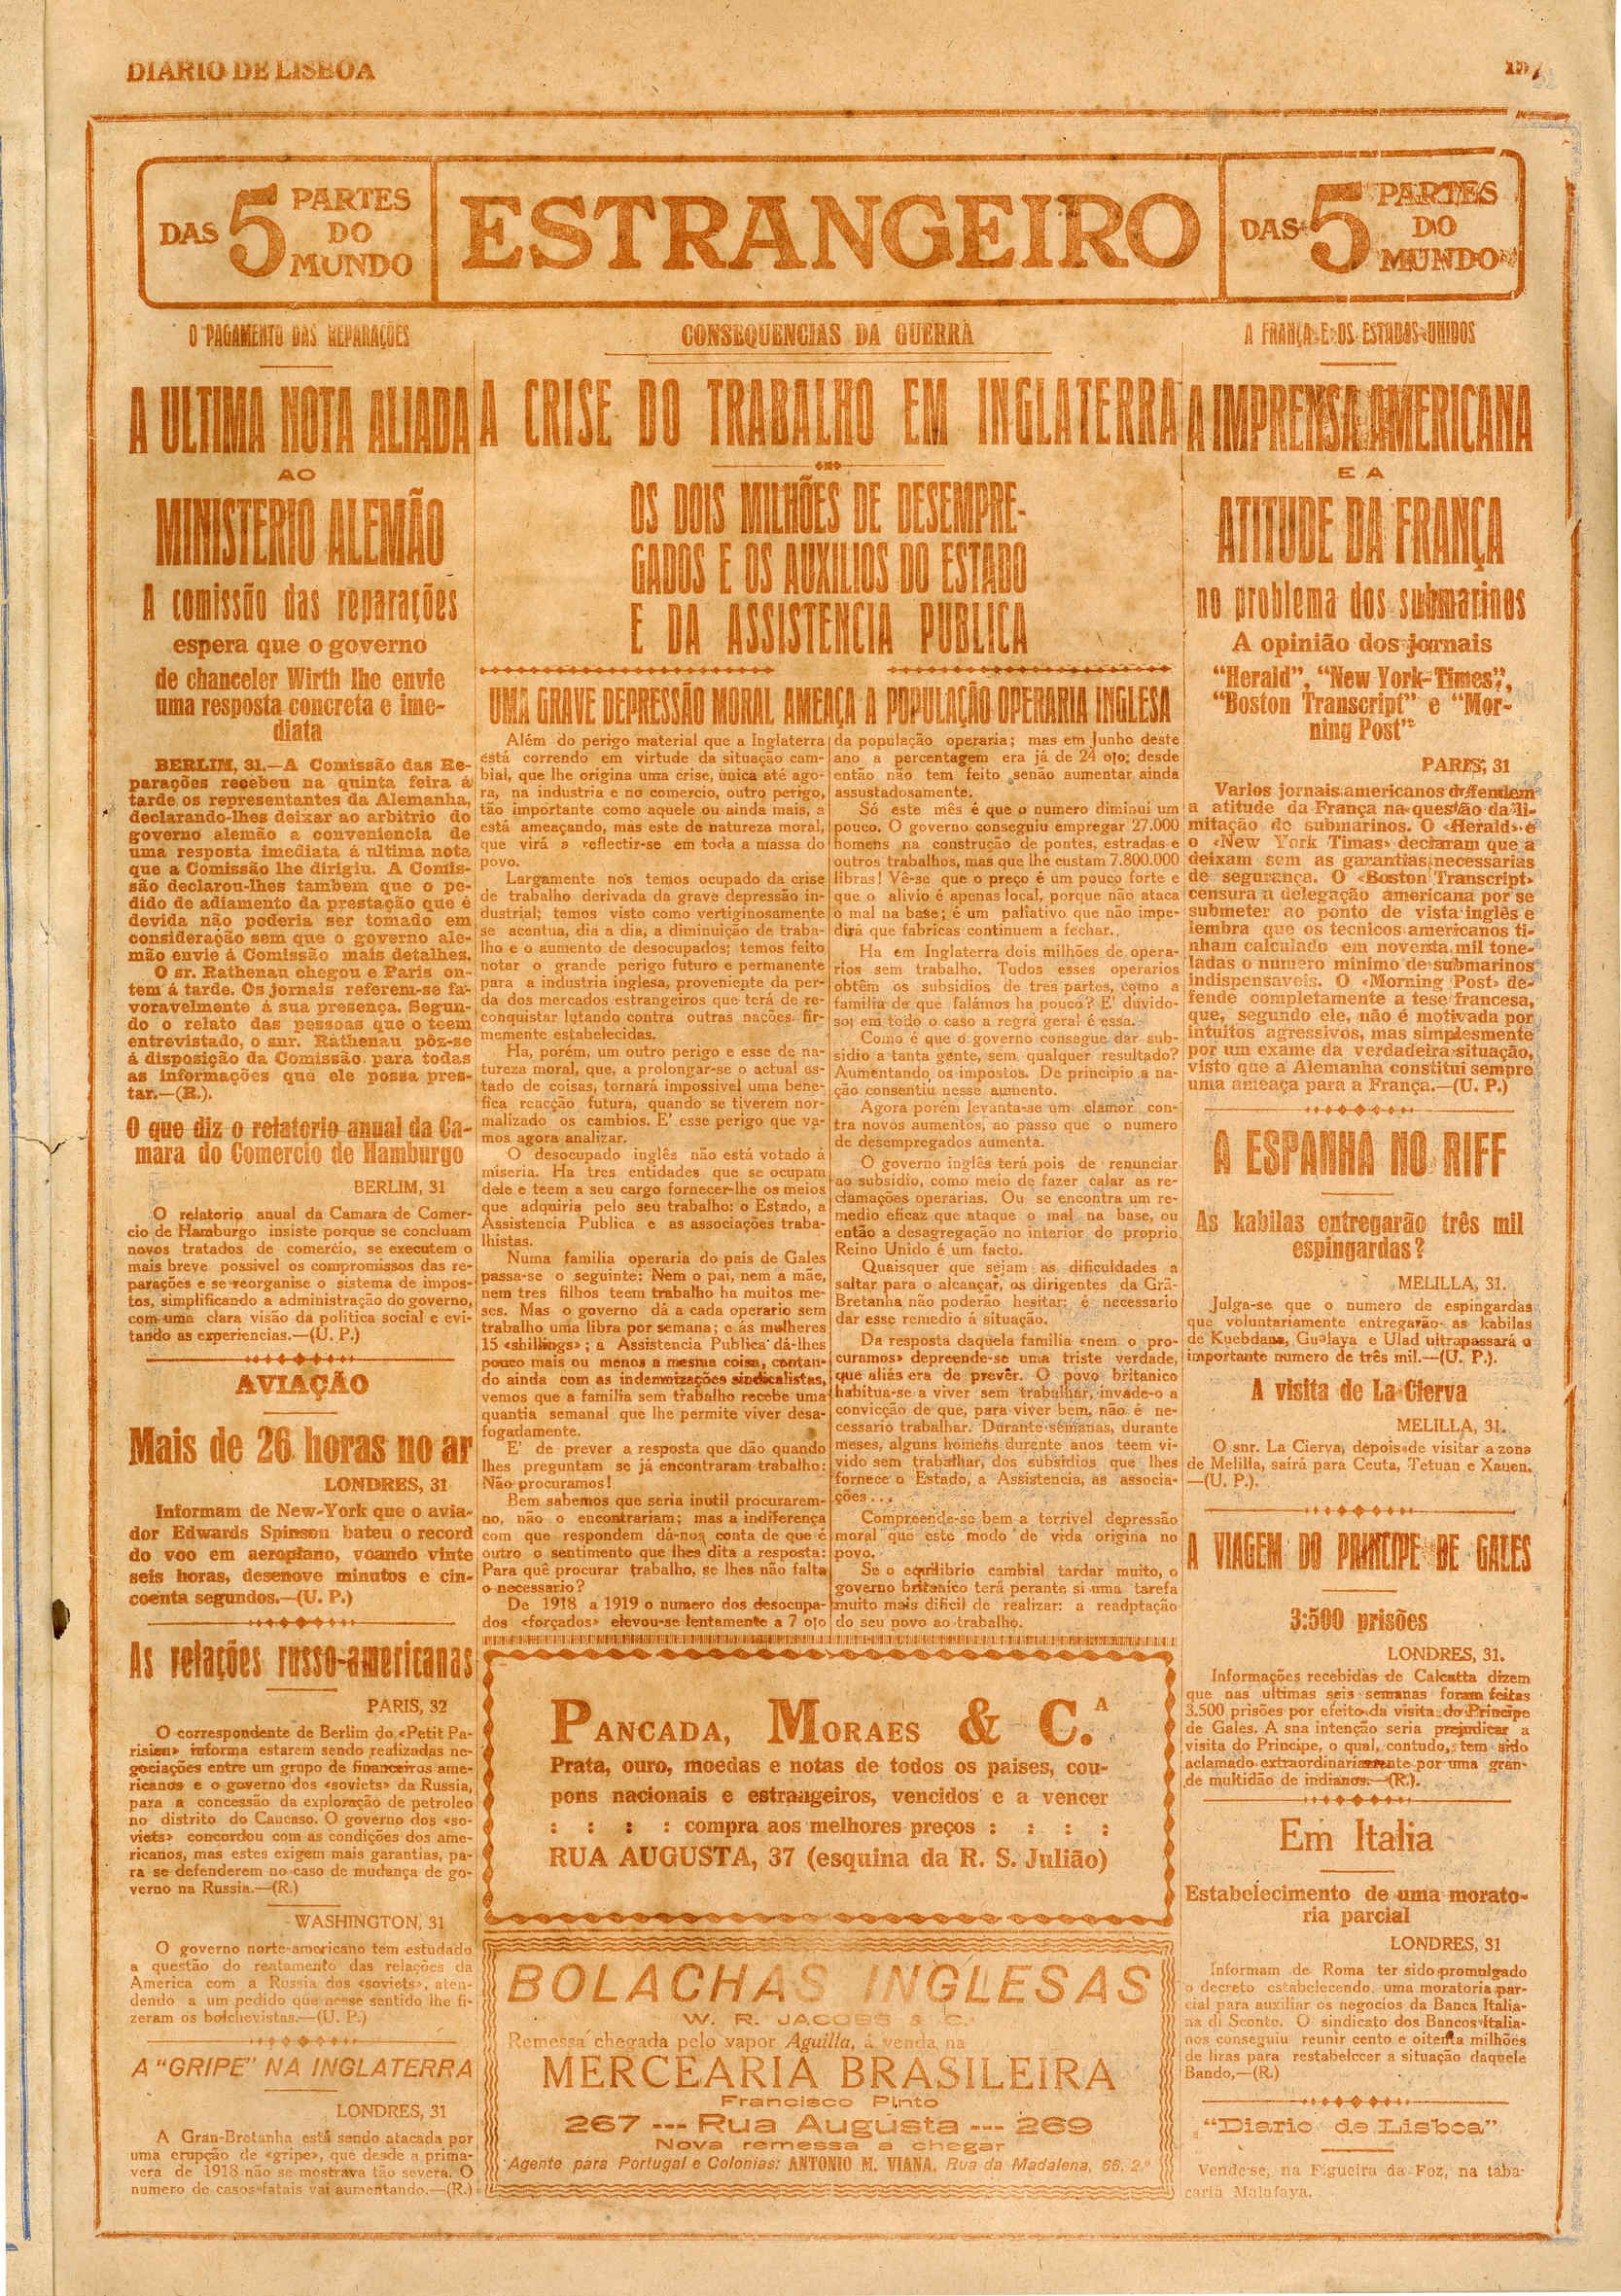 DIARIO DE LISBOA
DAS 5 PARTES DO MUNDO
ESTRANGEIRO
DAS 5 PARTES DO MUNDO
O PAGAMENTO DAS REPARAÇÕES
A ULTIMA NOTA ALIADA
AO
MINISTERIO ALEMÃO
A comissão das reparações
espera que o governo
de chanceler Wirth lhe envie
uma resposta concreta e ime-
diata
BERLIM, 31.—A Comissão das Re-
parações recebeu na quinta feira á
tarde os representantes da Alemanha,
declarando-lhes deixar ao arbitrio do
governo alemão a conveniencia de
uma resposta imediata á ultima nota
que a Comissão lhe dirigiu. A Comis-
são declarou-lhes tambem que o pe-
dido de adiamento da prestação que é
devida não poderia ser tomado em
consideração sem que o governo ale-
mão envie á Comissão mais detalhes.
O sr. Rathenau chegou e Paris on-
tem á tarde. Os jornais referem-se fa-
voravelmente á sua presença. Segun-
do o relato das pessoas que o teem
entrevistado, o snr. Rathenau pôz-se
á disposição da Comissão para todas
as informações que ele possa pres-
tar.—(R.).
O que diz o relatorio anual da Ca-
mara do Comercio de Hamburgo
BERLIM, 31
O relatorio anual da Camara de Comer-
cio de Hamburgo insiste porque se concluam
novos tratados de comercio, se executem o
mais breve possivel os compromissos das re-
parações e se reorganise o sistema de impos-
tos, simplificando a administração do governo,
com uma clara visão da politica social e evi-
tando as experiencias.—(U. P.)
AVIAÇÃO
Mais de 26 horas no ar
LONDRES, 31
Informam de New-York que o avia-
dor Edwards Spinson bateu o record
do voo em aeroplano, voando vinte
seis horas, desenove minutos e cin-
coenta segundos.—(U. P.)
As relações russo-americanas
PARIS, 32
O correspondente de Berlim do «Petit Pa-
risien» informa estarem sendo realizadas ne-
gociações entre um grupo de financeiros ame-
ricanos e o governo dos «soviets» da Russia,
para a concessão da exploração de petroleo
no distrito do Caucaso. O governo dos «so-
viets» concordou com as condições dos ame-
ricanos, mas estes exigem mais garantias, pa-
ra se defenderem no caso de mudança de go-
verno na Russia.—(R.)
WASHINGTON, 31
O governo norte-americano tem estudado
a questão do reatamento das relações da
America com a Russia dos «soviets», aten-
dendo a um pedido que nesse sentido lhe fi-
zeram os bolchevistas.—(U. P.)
A "GRIPE" NA INGLATERRA
LONDRES, 31
A Gran-Bretanha está sendo atacada por
uma erupção de «gripe», que desde a prima-
vera de 1918 não se mostrava tão severa. O
numero de casos fatais vai aumentando.—(R.)
CONSEQUENCIAS DA GUERRA
A CRISE DO TRABALHO EM INGLATERRA
OS DOIS MILHÕES DE DESEMPRE-
GADOS E OS AUXILIOS DO ESTADO
E DA ASSISTENCIA PUBLICA
UMA GRAVE DEPRESSÃO MORAL AMEAÇA A POPULAÇÃO OPERARIA INGLESA
Além do perigo material que a Inglaterra
está correndo em virtude da situação cam-
bial, que lhe origina uma crise, única até ago-
ra, na industria e no comercio, outro perigo,
tão importante como aquele ou ainda mais, a
está ameaçando, mas este de natureza moral,
que virá a reflectir-se em toda a massa do
povo.
Largamente nos temos ocupado da crise
de trabalho derivada da grave depressão in-
dustrial; temos visto como vertiginosamente
se acentua, dia a dia, a diminuição de traba-
lho e o aumento de desocupados; temos feito
notar o grande perigo futuro e permanente
para a industria inglesa, proveniente da per-
da dos mercados estrangeiros que terá de re-
conquistar lutando contra outras nações fir-
memente estabelecidas.
Ha, porém, um outro perigo e esse de na-
tureza moral, que, a prolongar-se o actual es-
tado de coisas, tornará impossivel uma bene-
fica reacção futura, quando se tiverem nor-
malizado os cambios. E' esse perigo que va-
mos agora analizar.
O desocupado inglês não está votado á
miseria. Ha tres entidades que se ocupam
dele e teem a seu cargo fornecer-lhe os meios
que adquiria pelo seu trabalho: o Estado, a
Assistencia Publica e as associações traba-
lhistas.
Numa familia operaria do pais de Gales
passa-se o seguinte: Nem o pai, nem a mãe,
nem tres filhos teem trabalho ha muitos me-
ses. Mas o governo dá a cada operario sem
trabalho uma libra por semana; e ás mulheres
15 «shillings»; a Assistencia Publica dá-lhes
pouco mais ou menos a mesma coisa, contan-
do ainda com as indemnizações sindicalistas,
vemos que a familia sem trabalho recebe uma
quantia semanal que lhe permite viver desa-
fogadamente.
E' de prever a resposta que dão quando
lhes preguntam se já encontraram trabalho:
Não procuramos!
Bem sabemos que seria inutil procurarem-
no, não o encontrariam; mas a indiferença
com que respondem dá-nos conta de que é
outro o sentimento que lhes dita a resposta:
Para quê procurar trabalho, se lhes não falta
o necessario?
De 1918 a 1919 o numero dos desocupa-
dos «forçados» elevou-se lentamente a 7 o|o
da população operaria; mas em Junho deste
ano a percentagem era já de 24 o|o; desde
então não tem feito senão aumentar ainda
assustadosamente.
Só este mês é que o numero diminui um
pouco. O governo conseguiu empregar 27.000
homens na construção de pontes, estradas e
outros trabalhos, mas que lhe custam 7.800.000
libras! Vê-se que o preço é um pouco forte e
que o alivio é apenas local, porque não ataca
o mal na base; é um paliativo que não impe-
dirá que fabricas continuem a fechar.
Ha em Inglaterra dois milhões de opera-
rios sem trabalho. Todos esses operarios
obtêm os subsidios de tres partes, como a
familia de que falámos ha pouco? E' duvido-
so; em todo o caso a regra geral é essa.
Como é que o governo consegue dar sub-
sidio a tanta gente, sem qualquer resultado?
Aumentando os impostos. De principio a na-
ção consentiu nesse aumento.
Agora porém levanta-se um clamor con-
tra novos aumentos, ao passo que o numero
de desempregados aumenta.
O governo inglês terá pois de renunciar
ao subsidio, como meio de fazer calar as re-
clamações operarias. Ou se encontra um re-
medio eficaz que ataque o mal na base, ou
então a desagregação no interior do proprio
Reino Unido é um facto.
Quaisquer que sejam as dificuldades a
saltar para o alcançar, os dirigentes da Grã-
Bretanha não poderão hesitar: é necessario
dar esse remedio á situação.
Da resposta daquela familia «nem o pro-
curamos» depreende-se uma triste verdade,
que aliás era de prevêr. O povo britanico
habitua-se a viver sem trabalhar, invade-o a
convicção de que, para viver bem, não é ne-
cessario trabalhar. Durante semanas, durante
meses, alguns homens durante anos teem vi-
vido sem trabalhar, dos subsidios que lhes
fornece o Estado, a Assistencia, as associa-
ções...
Compreende-se bem a terrivel depressão
moral que este modo de vida origina no
povo.
Se o equilibrio cambial tardar muito, o
governo britanico terá perante si uma tarefa
muito mais dificil de realizar: a readptação
do seu povo ao trabalho.
PANCADA, MORAES & C.A
Prata, ouro, moedas e notas de todos os paises, cou-
pons nacionais e estrangeiros, vencidos e a vencer
: : : : compra aos melhores preços : : : :
RUA AUGUSTA, 37 (esquina da R. S. Julião)
BOLACHAS INGLESAS
W. R. JACOBS & C.ª
Remessa chegada pelo vapor Aguilla, á venda na
MERCEARIA BRASILEIRA
Francisco Pinto
267 --- Rua Augusta --- 269
Nova remessa a chegar
Agente para Portugal e Colonias: ANTONIO M. VIANA, Rua da Madalena, 66, 2.º
A FRANÇA E OS ESTADAS-UNIDOS
A IMPRENSA AMERICANA
E A
ATITUDE DA FRANÇA
no problema dos submarinos
A opinião dos jornais
"Herald", "New York-Times",
"Boston Transcript" e "Mor-
ning Post"
PARIS, 31
Varios jornais americanos defendem
a atitude da França na questão da li-
mitação de submarinos. O «Herald» e
o «New York Timas» declaram que a
deixam sem as garantias necessarias
de segurança. O «Boston Transcript»
censura a delegação americana por se
submeter ao ponto de vista inglês e
lembra que os tecnicos americanos ti-
nham calculado em noventa mil tone-
ladas o numero minimo de submarinos
indispensaveis. O «Morning Post» de-
fende completamente a tese francesa,
que, segundo ele, não é motivada por
intuitos agressivos, mas simplesmente
por um exame da verdadeira situação,
visto que a Alemanha constitui sempre
uma ameaça para a França.—(U. P.)
A ESPANHA NO RIFF
As kabilas entregarão três mil
espingardas?
MELILLA, 31.
Julga-se que o numero de espingardas
que voluntariamente entregarão as kabilas
de Kuebdana, Gualaya e Ulad ultrapassará o
importante numero de três mil.—(U. P.).
A visita de La Cierva
MELILLA, 31.
O snr. La Cierva, depois de visitar a zona
de Melilla, saírá para Ceuta, Tetuan e Xauen.
—(U. P.).
A VIAGEM DO PRINCIPE DE GALES
3:500 prisões
LONDRES, 31.
Informações recebidas de Calcatta dizem
que nas ultimas seis semanas foram feitas
3.500 prisões por efeito da visita do Principe
de Gales. A sna intenção seria prejudicar a
visita do Principe, o qual, contudo, tem sido
aclamado extraordinariamente por uma gran-
de multidão de indianos.—(R.).
Em Italia
Estabelecimento de uma morato-
ria parcial
LONDRES, 31
Informam de Roma ter sido promulgado
o decreto estabelecendo uma moratoria par-
cial para auxiliar os negocios da Banca Italia-
na di Sconto. O sindicato dos Bancos Italia-
nos conseguiu reunir cento e oitenta milhões
de liras para restabelecer a situação daquele
Bando,—(R.)
"Diario de Lisboa"
Vende-se, na Figueira da Foz, na taba-
caria Malafaya.